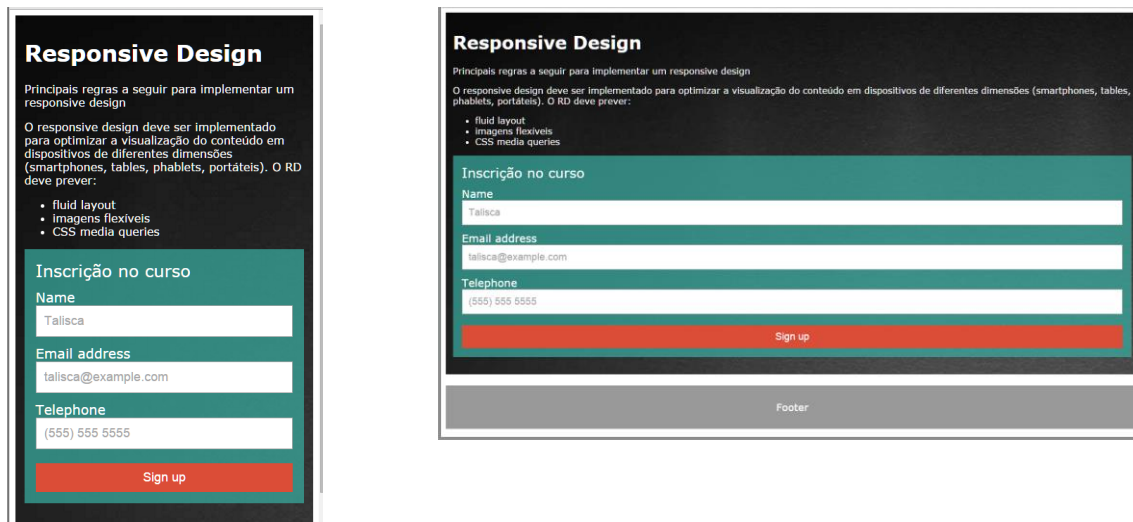 Responsive Design
Principais regras a seguir para implementar um
responsive design
O responsive design deve ser implementado
para optimizar a visualização do conteúdo em
dispositivos de diferentes dimensões
(smartphones, tables, phablets, portáteis). O RD
deve prever:
• fluid layout
• imagens flexíveis
• CSS media queries
Inscrição no curso
Name
Talisca
Email address
talisca@example.com
Telephone
(555) 555 5555
Sign up
Responsive Design
Principais regras a seguir para implementar um responsive design
O responsive design deve ser implementado para optimizar a visualização do conteúdo em dispositivos de diferentes dimensões (smartphones, tables,
phablets, portáteis). O RD deve prever:
• fluid layout
• imagens flexíveis
• CSS media queries
Inscrição no curso
Name
Talisca
Email address
talisca@example.com
Telephone
(555) 555 5555
Sign up
Footer